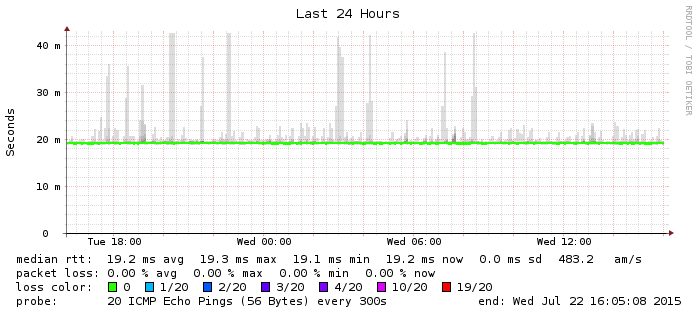 Last 24 Hours
RRDTOOL / TOBI OETIKER
Seconds
40 m
30 m
20 m
10 m
0
Tue 18:00 Wed 00:00 Wed 06:00 Wed 12:00
median rtt: 19.2 ms avg 19.3 ms max 19.1 ms min 19.2 ms now 0.0 ms sd 483.2 am/s
packet loss: 0.00 % avg 0.00 % max 0.00 % min 0.00 % now
loss color: 0 1/20 2/20 3/20 4/20 10/20 19/20
probe: 20 ICMP Echo Pings (56 Bytes) every 300s end: Wed Jul 22 16:05:08 2015